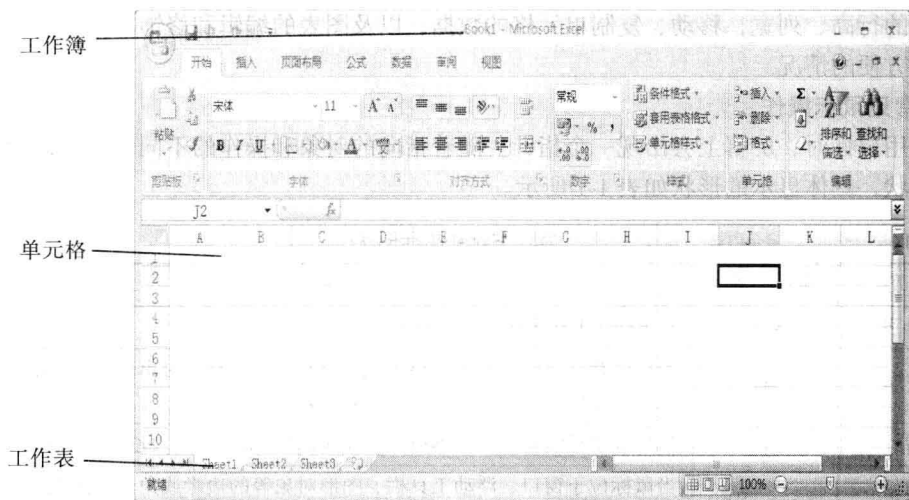 工作簿
Book1 - Microsoft Excel
开始 插入 页面布局 公式 数据 审阅 视图
宋体 11 A A 常规 条件格式 插入 Σ
粘贴 B I U A % , 套用表格格式 删除 排序和 查找和
单元格样式 格式 筛选 选择
剪贴板 字体 对齐方式 数字 样式 单元格 编辑
J2 fx
单元格
A B C D E F G H I J K L
1
2
3
4
5
6
7
8
9
10
工作表
Sheet1 Sheet2 Sheet3
就绪 100%